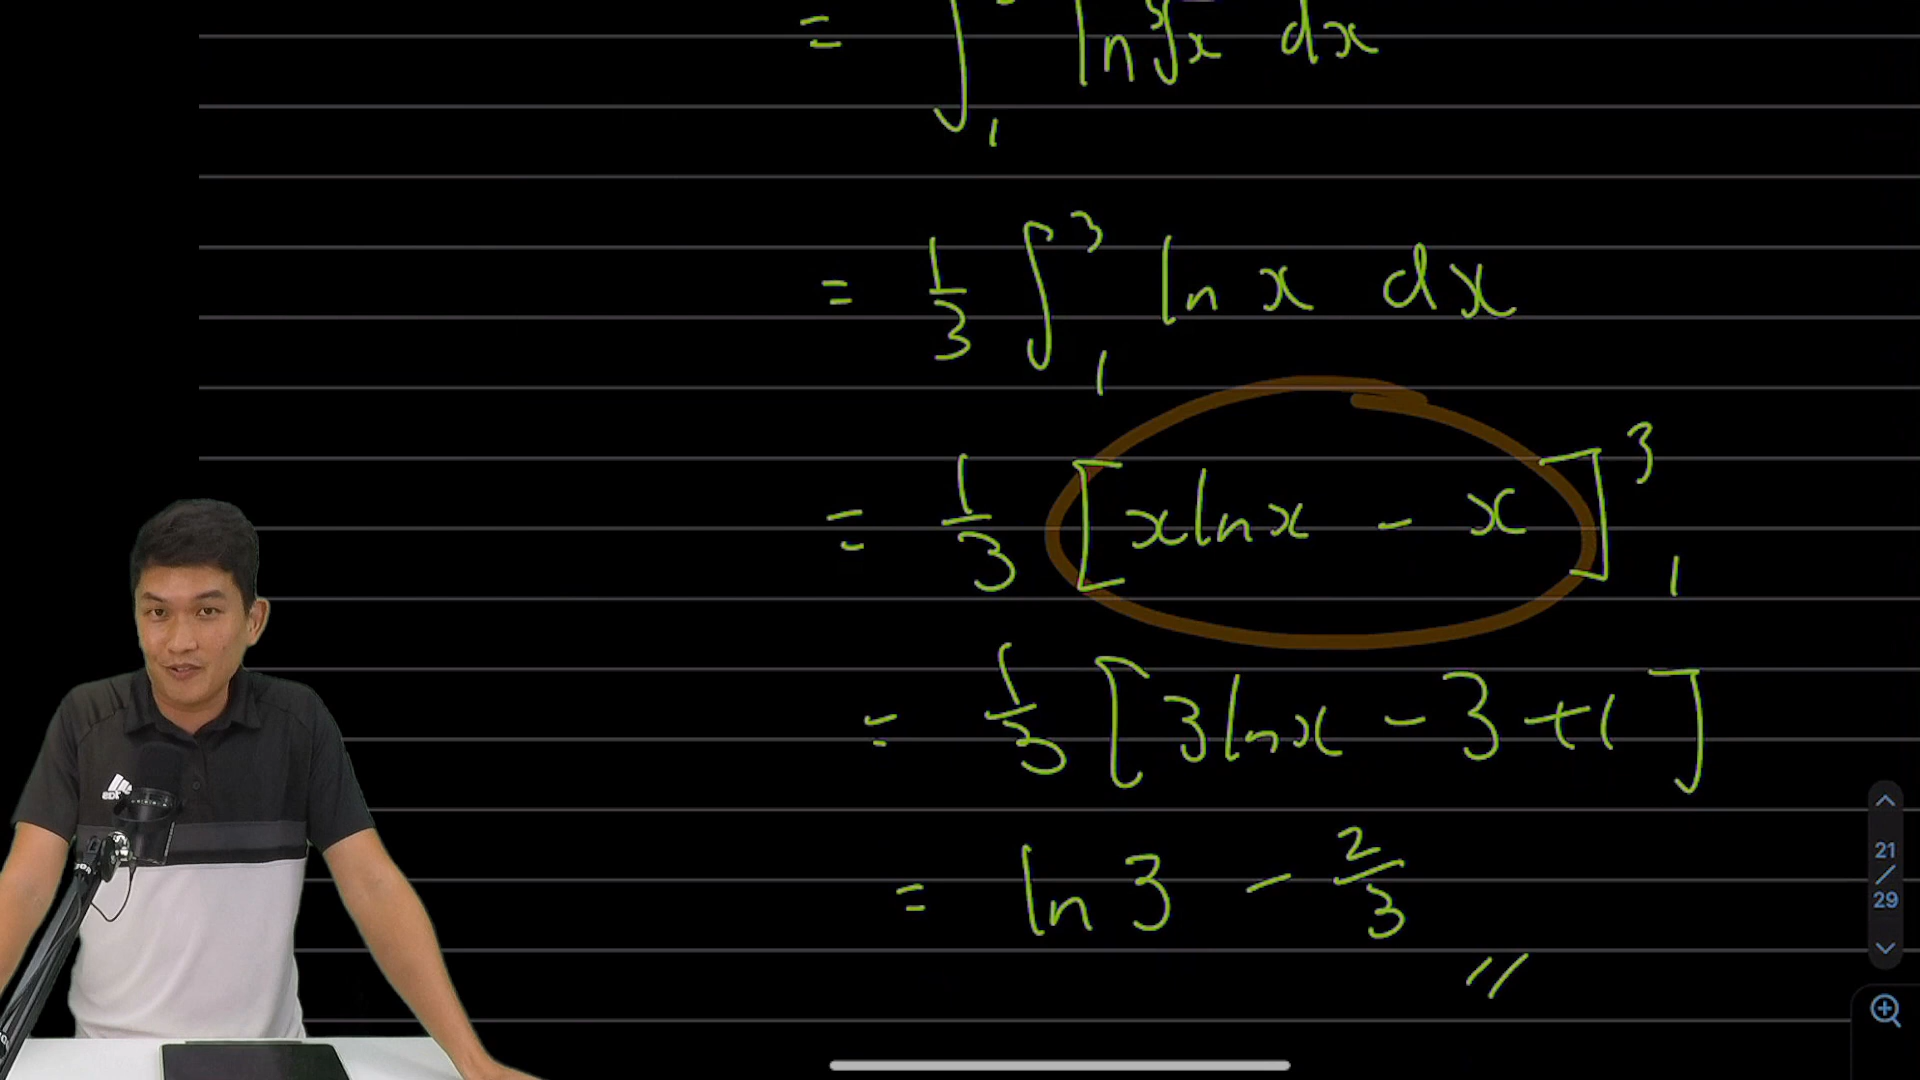 = ∫₁ ln ³√x dx
= 1/3 ∫₁³ ln x dx
= 1/3 [x ln x - x]₁³
= 1/3 [3 ln x - 3 + 1]
= ln 3 - 2/3 //
21
/
29